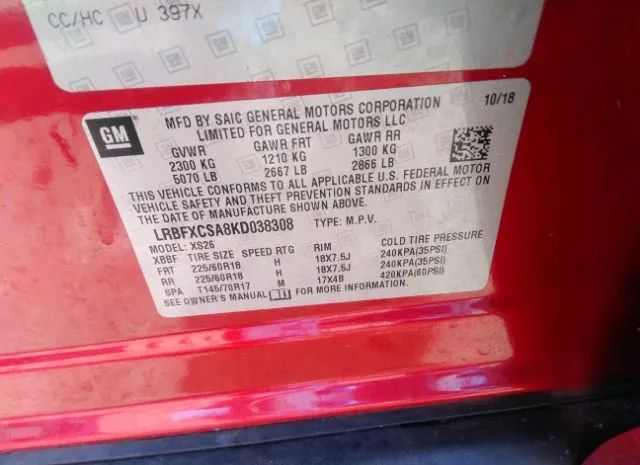 CC/HC U 397X
GM
MFD BY SAIC GENERAL MOTORS CORPORATION 10/18
LIMITED FOR GENERAL MOTORS LLC
GVWR GAWR FRT GAWR RR
2300 KG 1210 KG 1300 KG
5070 LB 2667 LB 2866 LB
THIS VEHICLE CONFORMS TO ALL APPLICABLE U.S. FEDERAL MOTOR
VEHICLE SAFETY AND THEFT PREVENTION STANDARDS IN EFFECT ON
THE DATE OF MANUFACTURE SHOWN ABOVE.
LRBFXCSA8KD038308 TYPE: M.P.V.
MODEL: XS26
XBBF TIRE SIZE SPEED RTG RIM COLD TIRE PRESSURE
FRT 225/60R18 H 18X7.5J 240KPA(35PSI)
RR 225/60R18 H 18X7.5J 240KPA(35PSI)
SPA T145/70R17 M 17X4B 420KPA(60PSI)
SEE OWNER'S MANUAL FOR MORE INFORMATION.